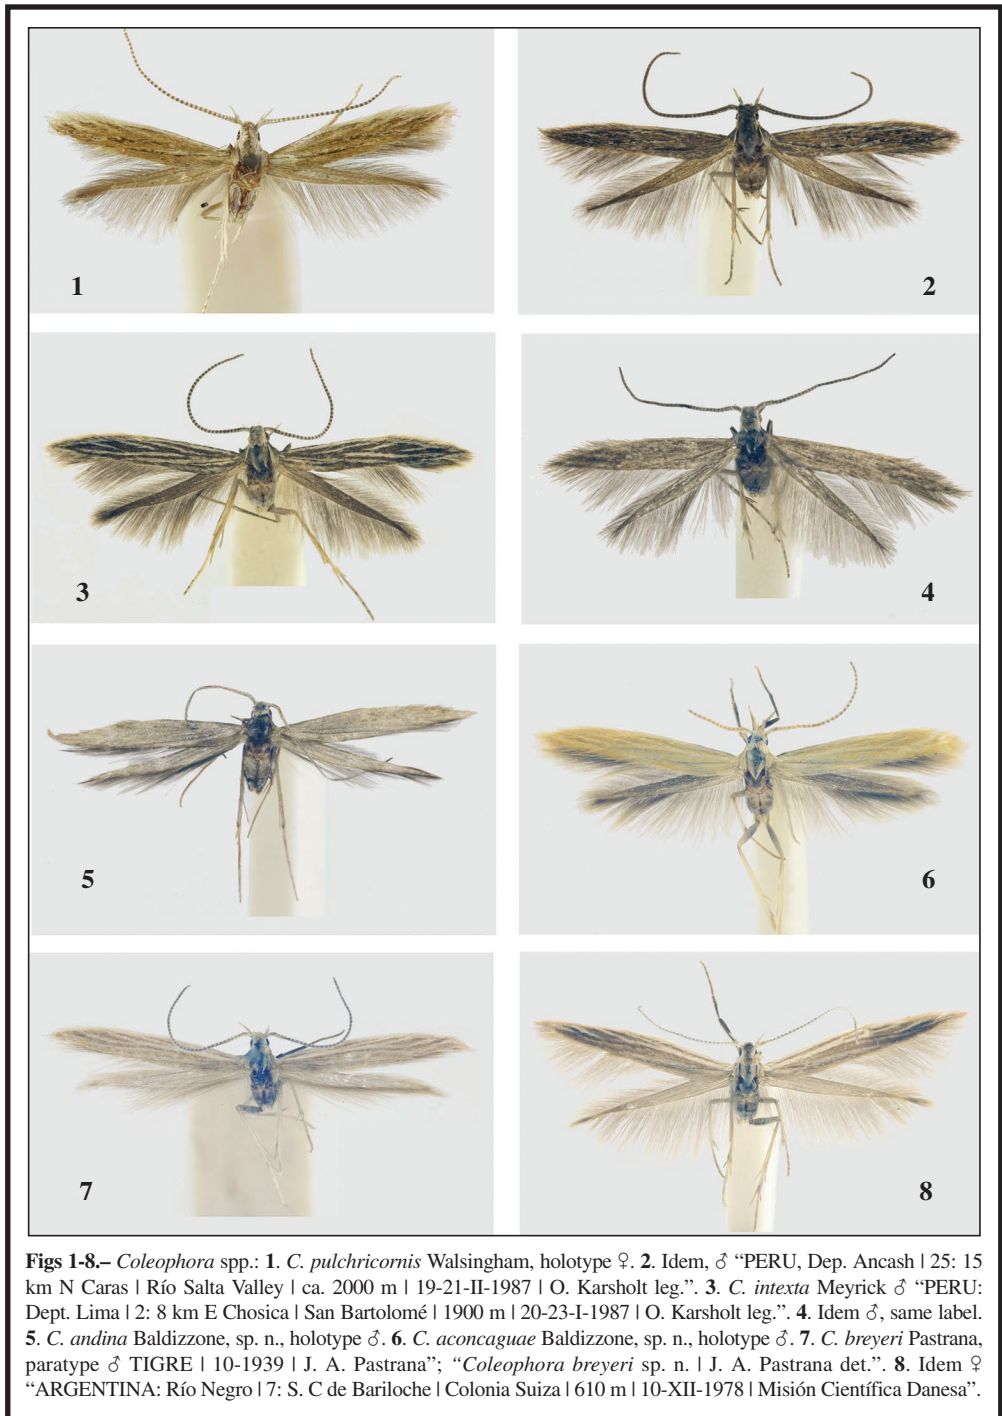 1
2
3
4
5
6
7
8
Figs 1-8.– Coleophora spp.: 1. C. pulchricornis Walsingham, holotype ♀. 2. Idem, ♂ “PERU, Dep. Ancash | 25: 15
km N Caras | Río Salta Valley | ca. 2000 m | 19-21-II-1987 | O. Karsholt leg.”. 3. C. intexta Meyrick ♂ “PERU:
Dept. Lima | 2: 8 km E Chosica | San Bartolomé | 1900 m | 20-23-I-1987 | O. Karsholt leg.”. 4. Idem ♂, same label.
5. C. andina Baldizzone, sp. n., holotype ♂. 6. C. aconcaguae Baldizzone, sp. n., holotype ♂. 7. C. breyeri Pastrana,
paratype ♂ TIGRE | 10-1939 | J. A. Pastrana”; “Coleophora breyeri sp. n. | J. A. Pastrana det.”. 8. Idem ♀
“ARGENTINA: Río Negro | 7: S. C de Bariloche | Colonia Suiza | 610 m | 10-XII-1978 | Misión Científica Danesa”.